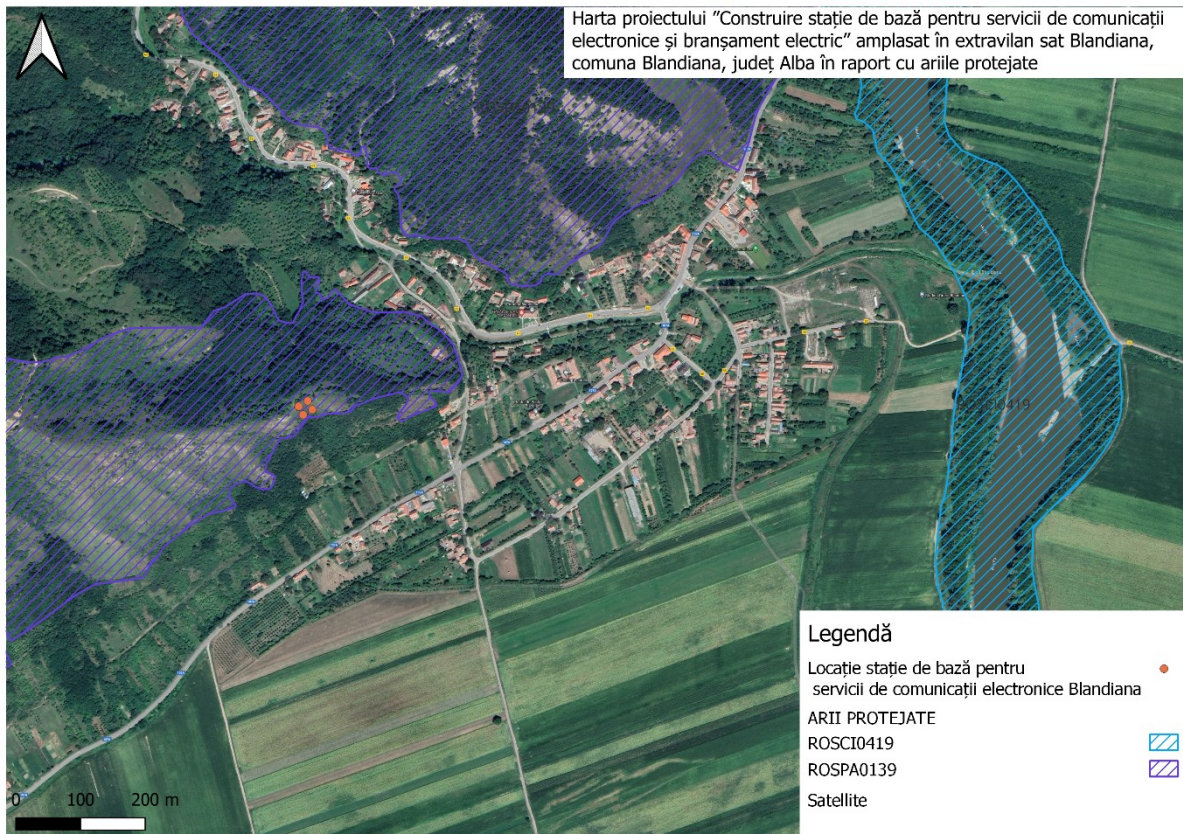 Harta proiectului ”Construire stație de bază pentru servicii de comunicații
electronice și branșament electric” amplasat în extravilan sat Blandiana,
comuna Blandiana, județ Alba în raport cu ariile protejate
Legendă
Locație stație de bază pentru
servicii de comunicații electronice Blandiana
ARII PROTEJATE
ROSCI0419
ROSPA0139
Satellite
0 100 200 m